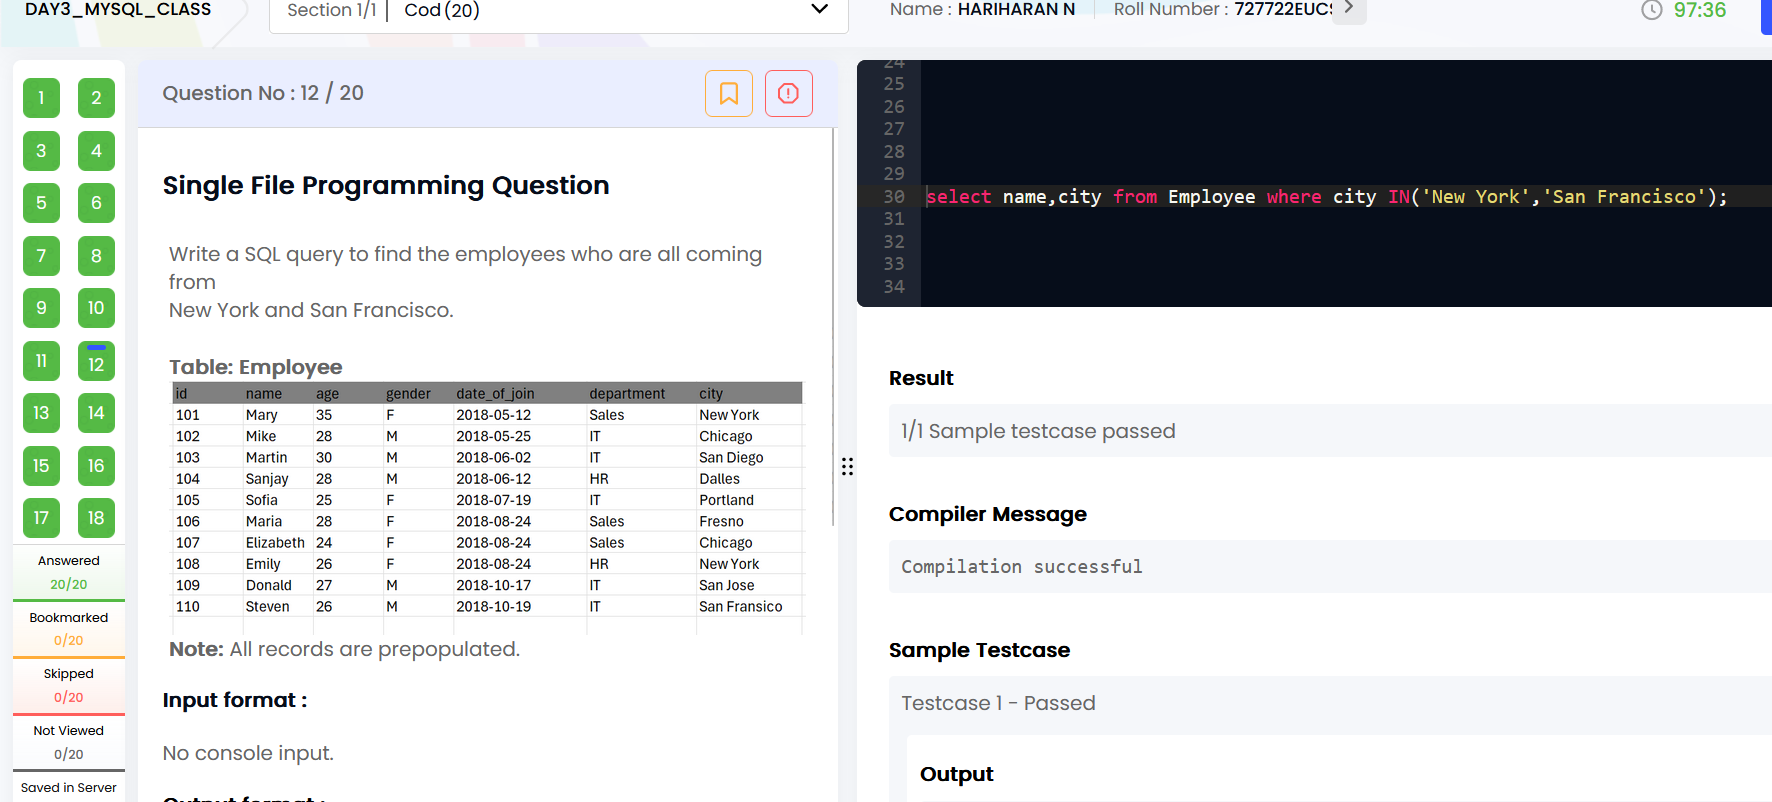 DAY3_MYSQL_CLASS
Section 1/1 | Cod (20)
Name : HARIHARAN N
Roll Number : 727722EUCS
97:36
1 2
3 4
5 6
7 8
9 10
11 12
13 14
15 16
17 18
Answered
20/20
Bookmarked
0/20
Skipped
0/20
Not Viewed
0/20
Saved in Server
Question No : 12 / 20
Single File Programming Question
Write a SQL query to find the employees who are all coming
from
New York and San Francisco.
Table: Employee
id name age gender date_of_join department city
101 Mary 35 F 2018-05-12 Sales New York
102 Mike 28 M 2018-05-25 IT Chicago
103 Martin 30 M 2018-06-02 IT San Diego
104 Sanjay 28 M 2018-06-12 HR Dalles
105 Sofia 25 F 2018-07-19 IT Portland
106 Maria 28 F 2018-08-24 Sales Fresno
107 Elizabeth 24 F 2018-08-24 Sales Chicago
108 Emily 26 F 2018-08-24 HR New York
109 Donald 27 M 2018-10-17 IT San Jose
110 Steven 26 M 2018-10-19 IT San Fransico
Note: All records are prepopulated.
Input format :
No console input.
Output format :
24
25
26
27
28
29
30 select name,city from Employee where city IN('New York','San Francisco');
31
32
33
34
Result
1/1 Sample testcase passed
Compiler Message
Compilation successful
Sample Testcase
Testcase 1 - Passed
Output